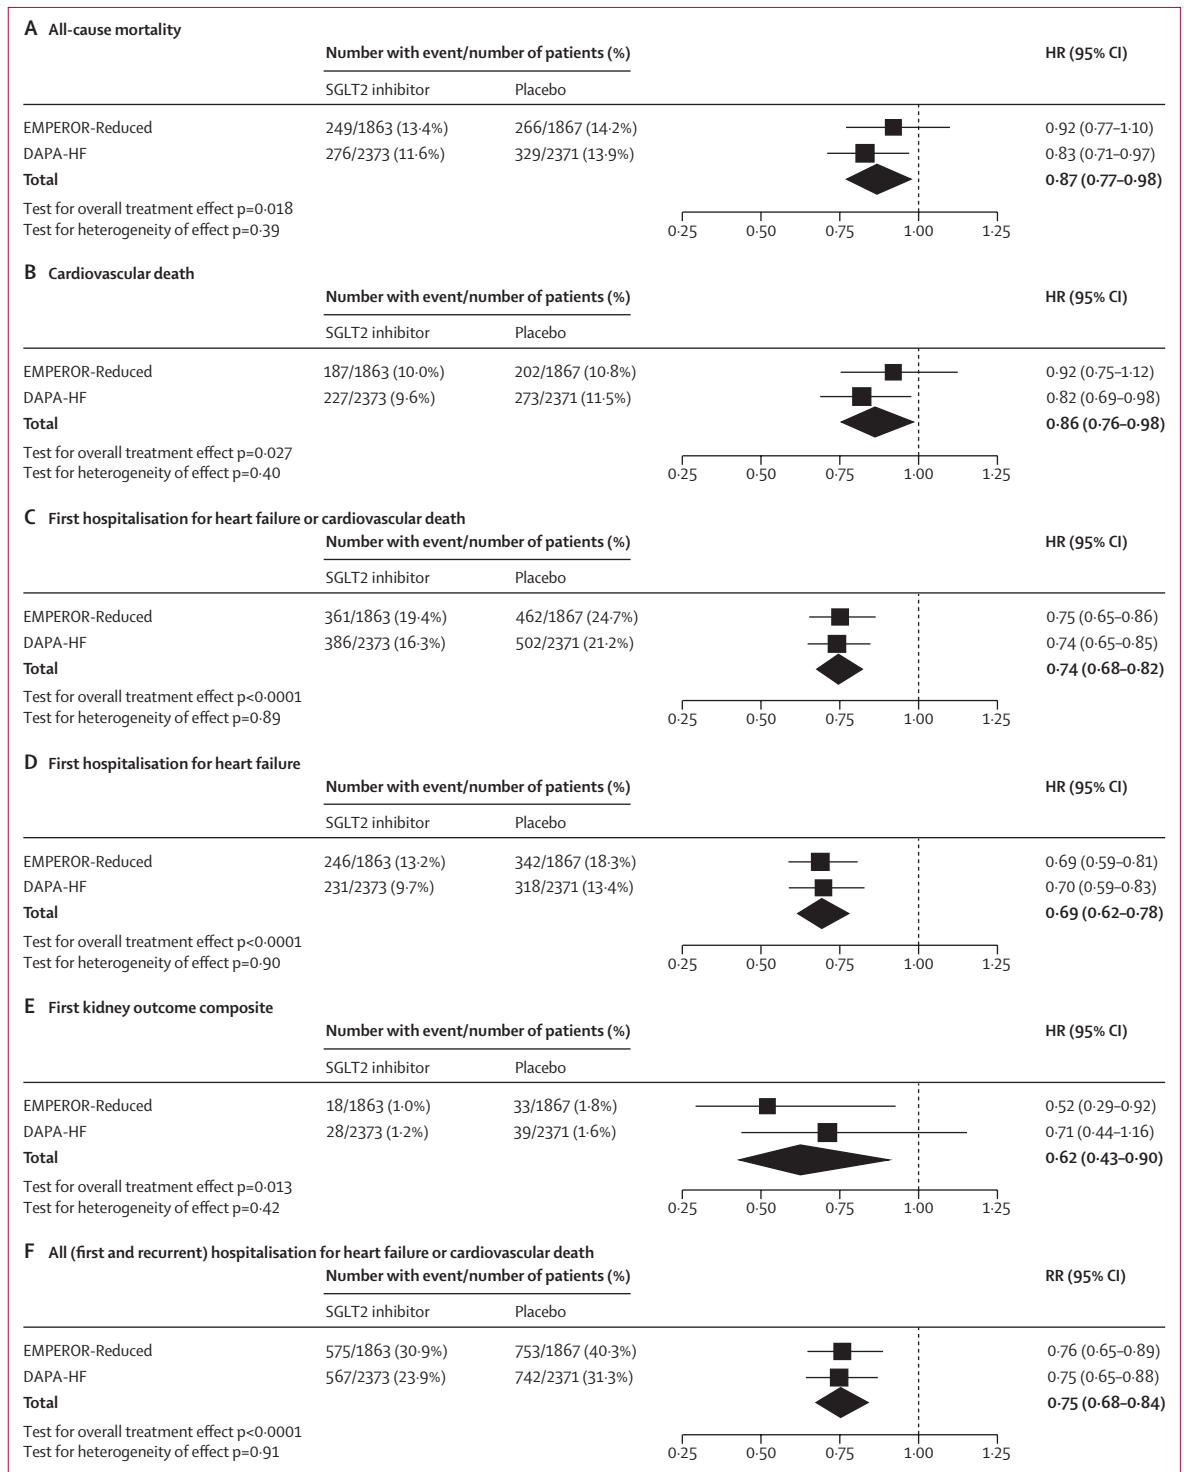 A All-cause mortality
Number with event/number of patients (%) HR (95% CI)
SGLT2 inhibitor Placebo
EMPEROR-Reduced 249/1863 (13·4%) 266/1867 (14·2%) 0·92 (0·77–1·10)
DAPA-HF 276/2373 (11·6%) 329/2371 (13·9%) 0·83 (0·71–0·97)
Total 0·87 (0·77–0·98)
Test for overall treatment effect p=0·018
Test for heterogeneity of effect p=0·39
0·25 0·50 0·75 1·00 1·25
B Cardiovascular death
Number with event/number of patients (%) HR (95% CI)
SGLT2 inhibitor Placebo
EMPEROR-Reduced 187/1863 (10·0%) 202/1867 (10·8%) 0·92 (0·75–1·12)
DAPA-HF 227/2373 (9·6%) 273/2371 (11·5%) 0·82 (0·69–0·98)
Total 0·86 (0·76–0·98)
Test for overall treatment effect p=0·027
Test for heterogeneity of effect p=0·40
0·25 0·50 0·75 1·00 1·25
C First hospitalisation for heart failure or cardiovascular death
Number with event/number of patients (%) HR (95% CI)
SGLT2 inhibitor Placebo
EMPEROR-Reduced 361/1863 (19·4%) 462/1867 (24·7%) 0·75 (0·65–0·86)
DAPA-HF 386/2373 (16·3%) 502/2371 (21·2%) 0·74 (0·65–0·85)
Total 0·74 (0·68–0·82)
Test for overall treatment effect p<0·0001
Test for heterogeneity of effect p=0·89
0·25 0·50 0·75 1·00 1·25
D First hospitalisation for heart failure
Number with event/number of patients (%) HR (95% CI)
SGLT2 inhibitor Placebo
EMPEROR-Reduced 246/1863 (13·2%) 342/1867 (18·3%) 0·69 (0·59–0·81)
DAPA-HF 231/2373 (9·7%) 318/2371 (13·4%) 0·70 (0·59–0·83)
Total 0·69 (0·62–0·78)
Test for overall treatment effect p<0·0001
Test for heterogeneity of effect p=0·90
0·25 0·50 0·75 1·00 1·25
E First kidney outcome composite
Number with event/number of patients (%) HR (95% CI)
SGLT2 inhibitor Placebo
EMPEROR-Reduced 18/1863 (1·0%) 33/1867 (1·8%) 0·52 (0·29–0·92)
DAPA-HF 28/2373 (1·2%) 39/2371 (1·6%) 0·71 (0·44–1·16)
Total 0·62 (0·43–0·90)
Test for overall treatment effect p=0·013
Test for heterogeneity of effect p=0·42
0·25 0·50 0·75 1·00 1·25
F All (first and recurrent) hospitalisation for heart failure or cardiovascular death
Number with event/number of patients (%) RR (95% CI)
SGLT2 inhibitor Placebo
EMPEROR-Reduced 575/1863 (30·9%) 753/1867 (40·3%) 0·76 (0·65–0·89)
DAPA-HF 567/2373 (23·9%) 742/2371 (31·3%) 0·75 (0·65–0·88)
Total 0·75 (0·68–0·84)
Test for overall treatment effect p<0·0001
Test for heterogeneity of effect p=0·91
0·25 0·50 0·75 1·00 1·25